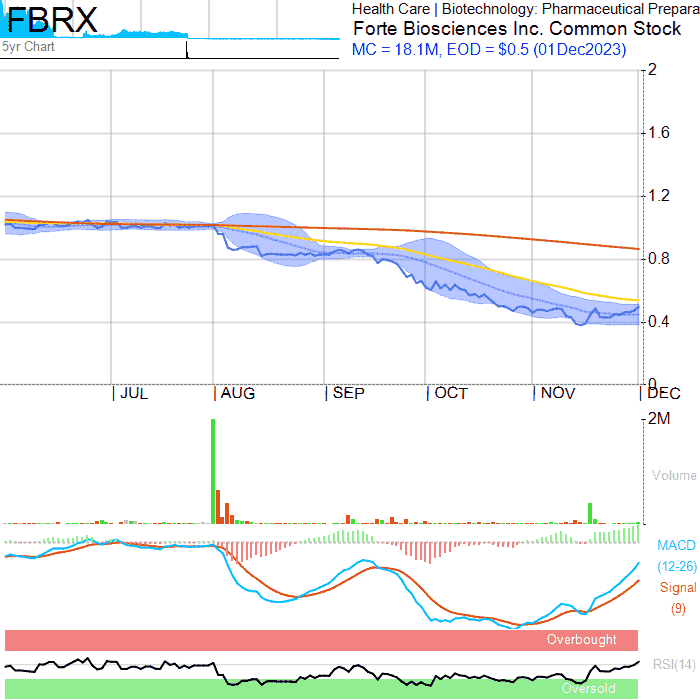 FBRX
5yr Chart
Health Care | Biotechnology: Pharmaceutical Prepara
Forte Biosciences Inc. Common Stock
MC = 18.1M, EOD = $0.5 (01Dec2023)
2
1.6
1.2
0.8
0.4
0
JUL AUG SEP OCT NOV DEC
2M
Volume
MACD
(12-26)
Signal
(9)
Overbought
RSI(14)
Oversold